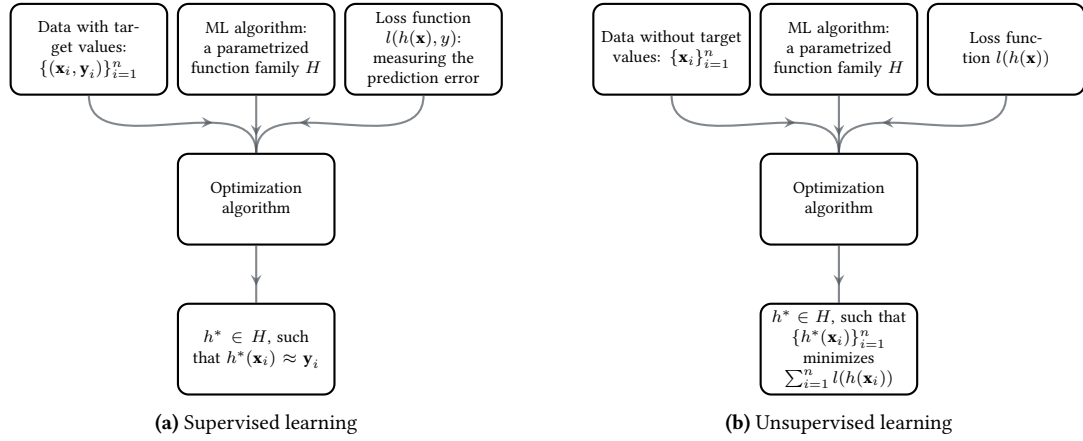 Data with tar-
get values:
{(𝐱ᵢ, 𝐲ᵢ)}ⁿᵢ₌₁
ML algorithm:
a parametrized
function family H
Loss function
l(h(𝐱), y):
measuring the
prediction error
Optimization
algorithm
h* ∈ H, such
that h*(𝐱ᵢ) ≈ 𝐲ᵢ
(a) Supervised learning
Data without target
values: {𝐱ᵢ}ⁿᵢ₌₁
ML algorithm:
a parametrized
function family H
Loss func-
tion l(h(𝐱))
Optimization
algorithm
h* ∈ H, such that
{h*(𝐱ᵢ)}ⁿᵢ₌₁
minimizes
∑ⁿᵢ₌₁ l(h(𝐱ᵢ))
(b) Unsupervised learning